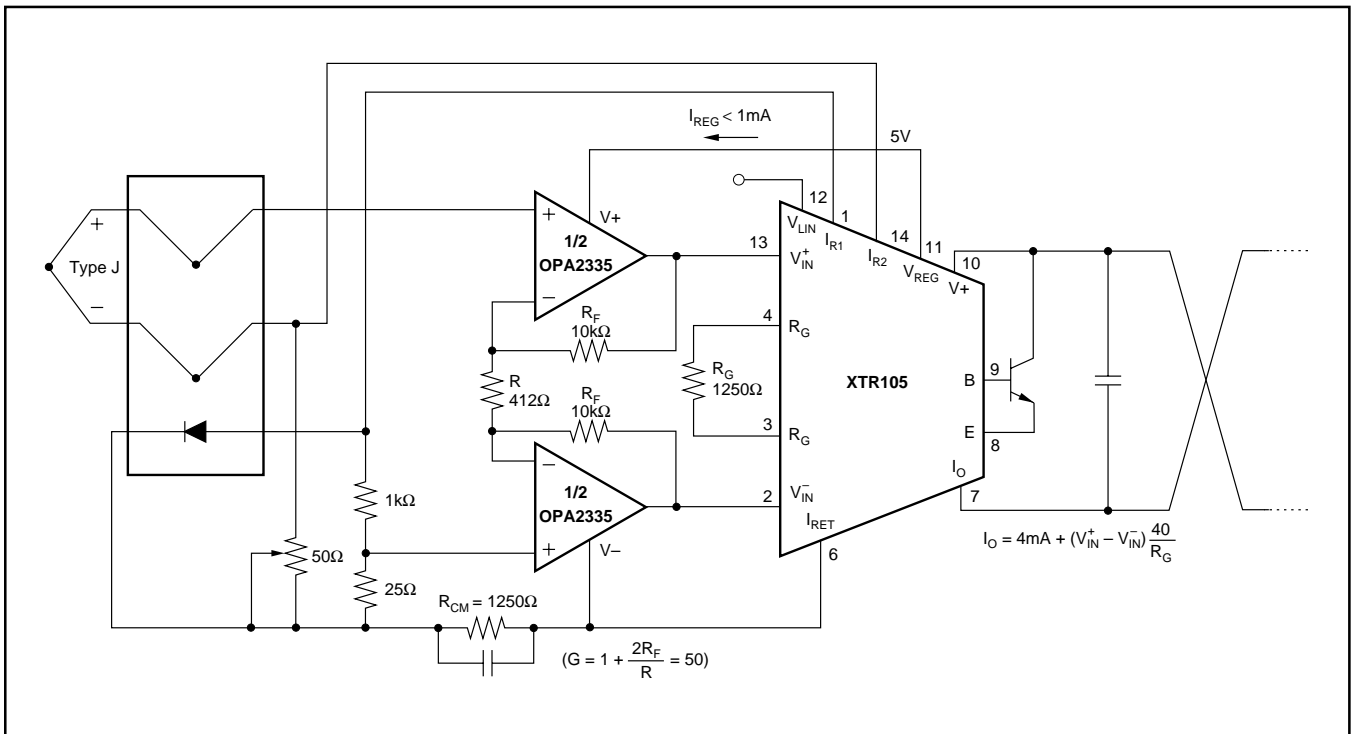 I_REG < 1mA
5V
12
1
14
11
10
+
Type J
–
+
V+
1/2
OPA2335
–
13
V_LIN
I_R1
I_R2
V_REG
V+
V_IN^+
R_F
10kΩ
4
R_G
R
412Ω
R_G
1250Ω
XTR105
B
9
R_F
10kΩ
3
R_G
E
8
–
1/2
OPA2335
+
V–
1kΩ
2
V_IN^–
I_RET
I_O
7
6
I_O = 4mA + (V_IN^+ – V_IN^–) 40/R_G
50Ω
25Ω
R_CM = 1250Ω
(G = 1 + 2R_F/R = 50)